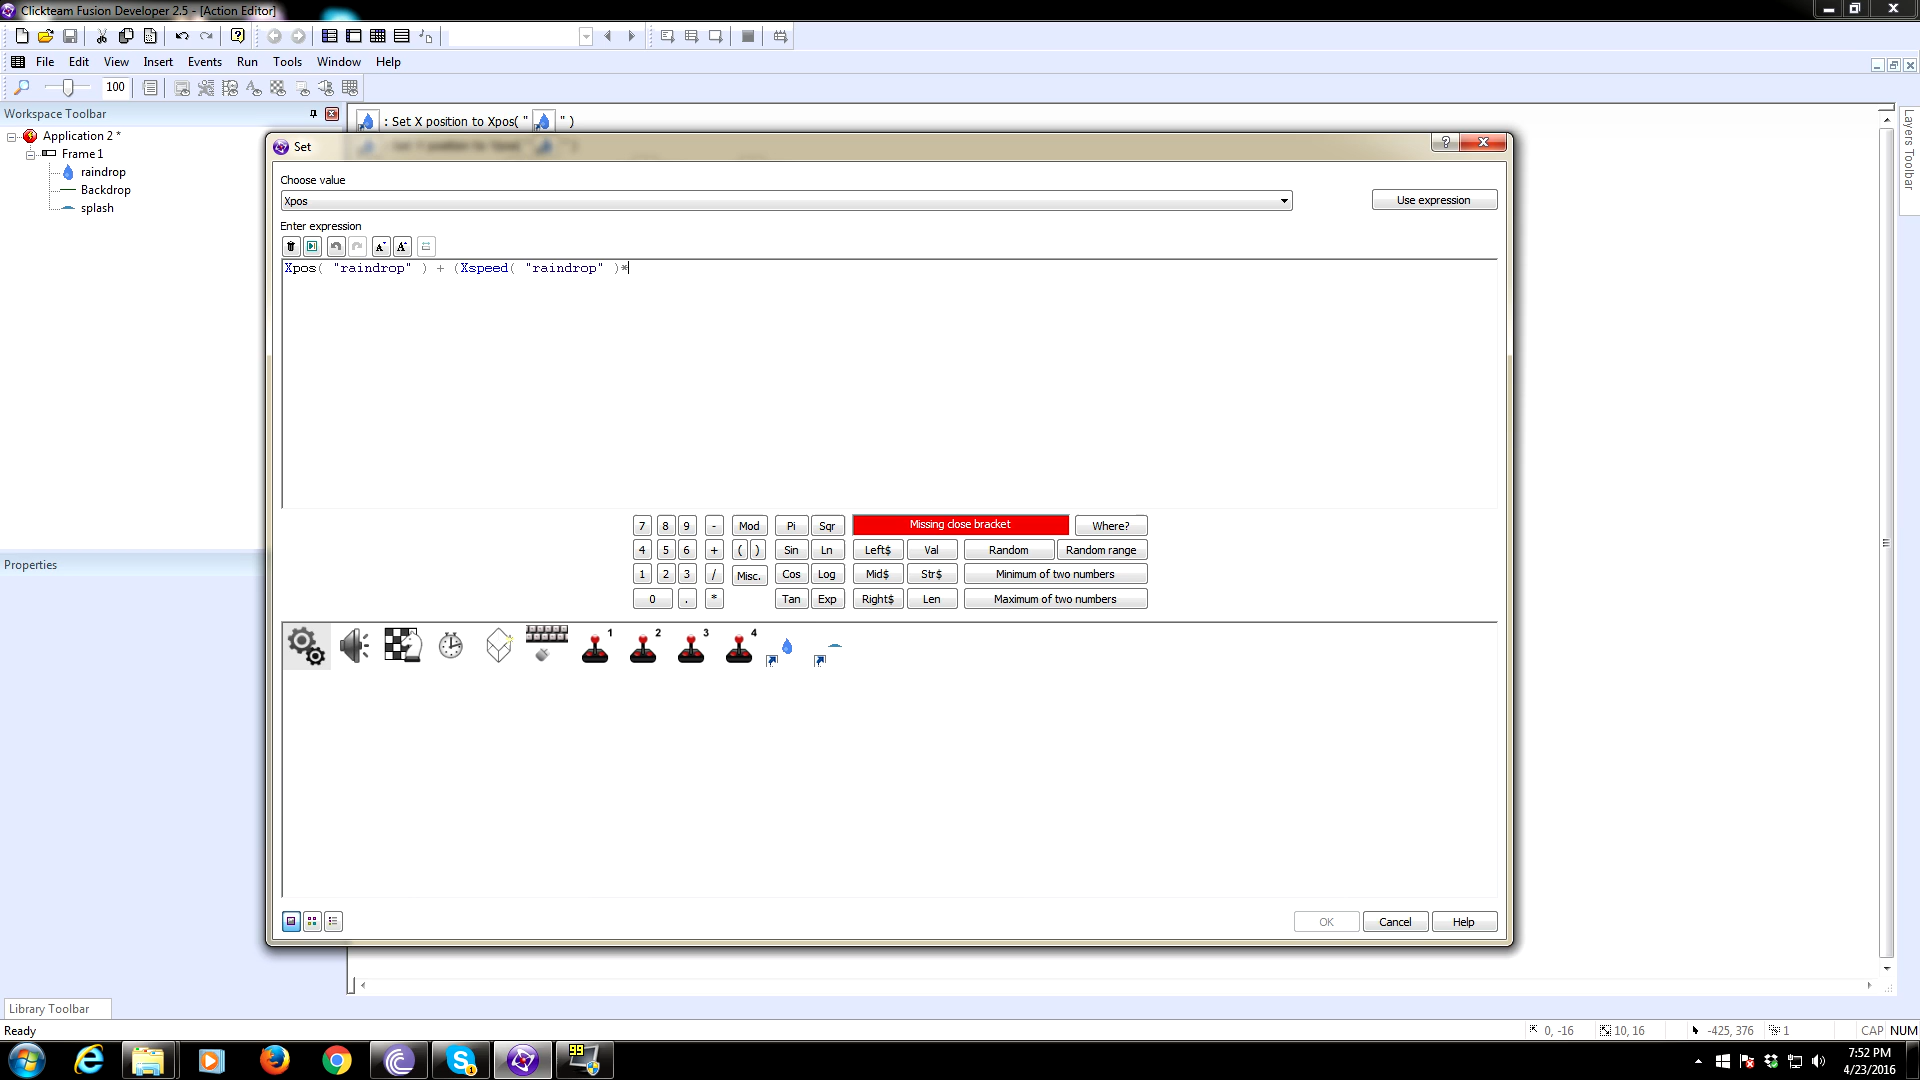 Clickteam Fusion Developer 2.5 - [Action Editor]
File Edit View Insert Events Run Tools Window Help
100
Workspace Toolbar
Application 2 *
Frame 1
raindrop
Backdrop
splash
: Set X position to Xpos( " " )
Layers Toolbar
Set
?
Choose value
Xpos
Use expression
Enter expression
Xpos( "raindrop" ) + (Xspeed( "raindrop" )*
7 8 9 - Mod Pi Sqr Missing close bracket Where?
4 5 6 + ( ) Sin Ln Left$ Val Random Random range
1 2 3 / Misc. Cos Log Mid$ Str$ Minimum of two numbers
0 . * Tan Exp Right$ Len Maximum of two numbers
1 2 3 4
OK Cancel Help
Properties
Library Toolbar
Ready
0, -16 10, 16 -425, 376 1 CAP NUM
99
1
7:52 PM
4/23/2016